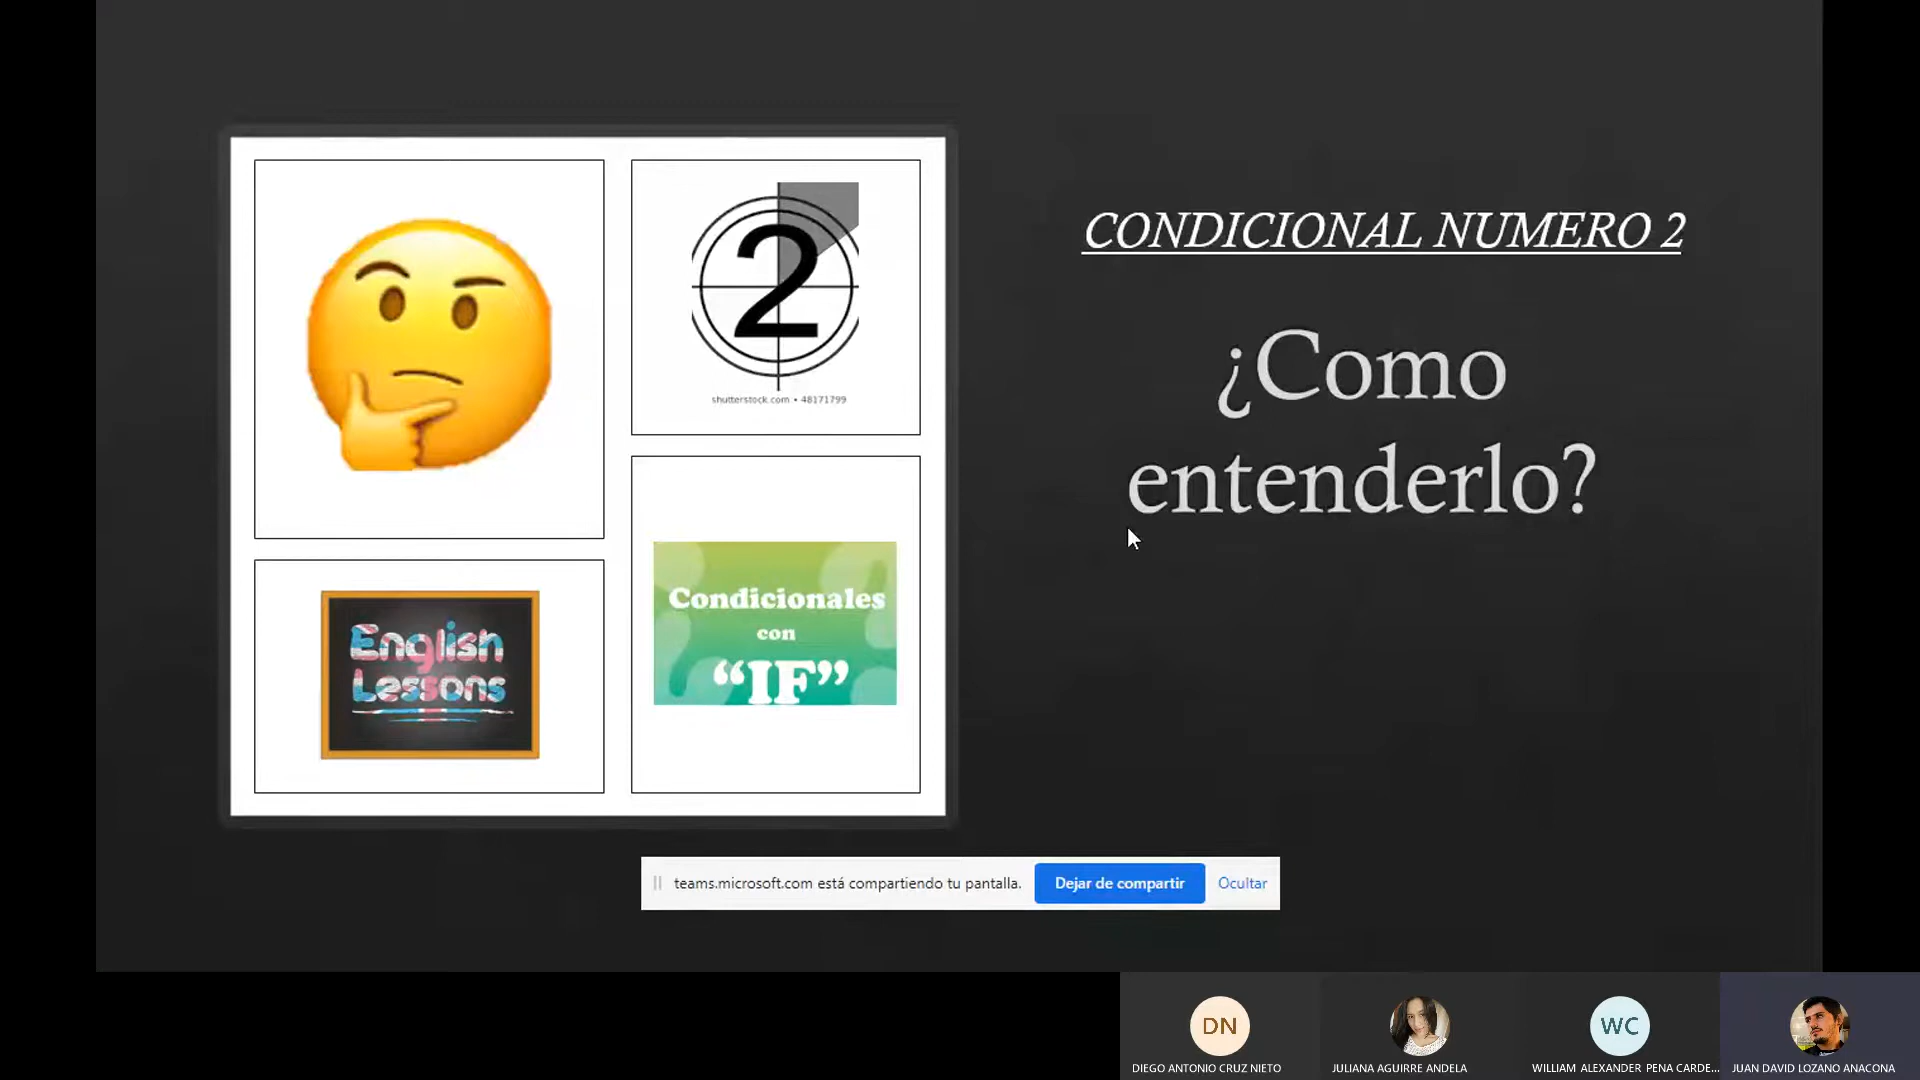 2
shutterstock.com • 48171799
English
Lessons
Condicionales
con
“IF”
CONDICIONAL NUMERO 2
¿Como
entenderlo?
teams.microsoft.com está compartiendo tu pantalla.
Dejar de compartir
Ocultar
DN
WC
DIEGO ANTONIO CRUZ NIETO
JULIANA AGUIRRE ANDELA
WILLIAM ALEXANDER PENA CARDE...
JUAN DAVID LOZANO ANACONA